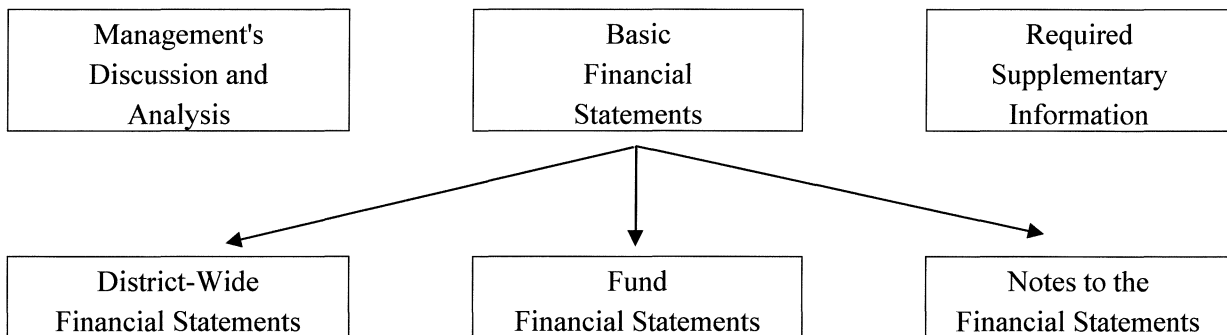 Management's
Discussion and
Analysis
Basic
Financial
Statements
Required
Supplementary
Information
District-Wide
Financial Statements
Fund
Financial Statements
Notes to the
Financial Statements